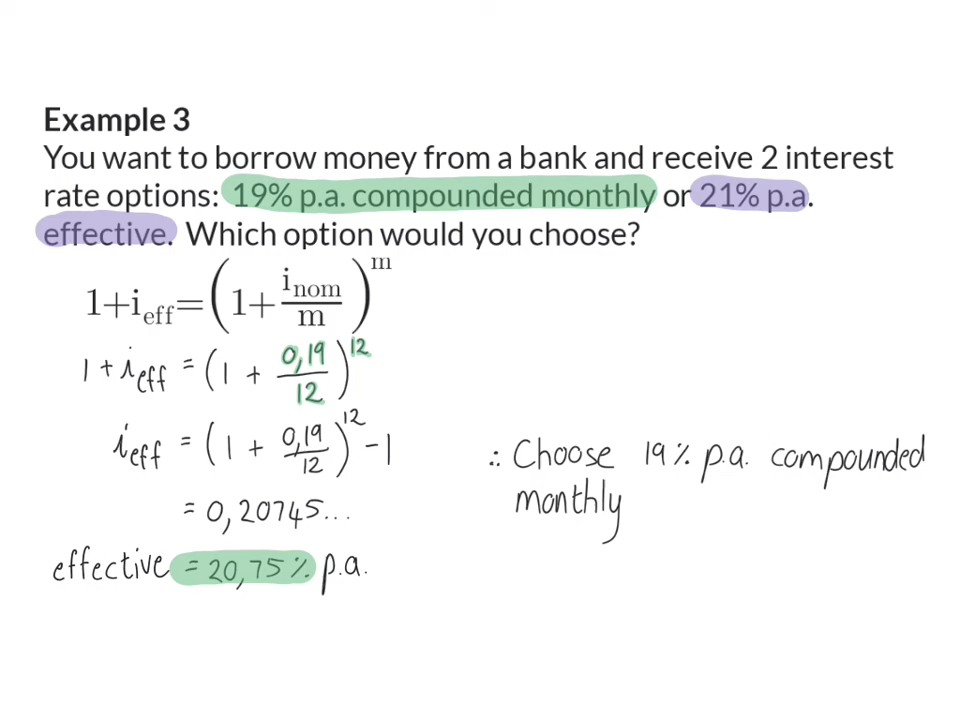 Example 3
You want to borrow money from a bank and receive 2 interest
rate options: 19% p.a. compounded monthly or 21% p.a.
effective. Which option would you choose?
1+i_eff=(1+i_nom/m)^m
1+i_eff = (1 + 0,19/12)^12
i_eff = (1 + 0,19/12)^12 - 1
= 0,20745...
effective = 20,75% p.a.
∴ Choose 19% p.a. compounded
monthly